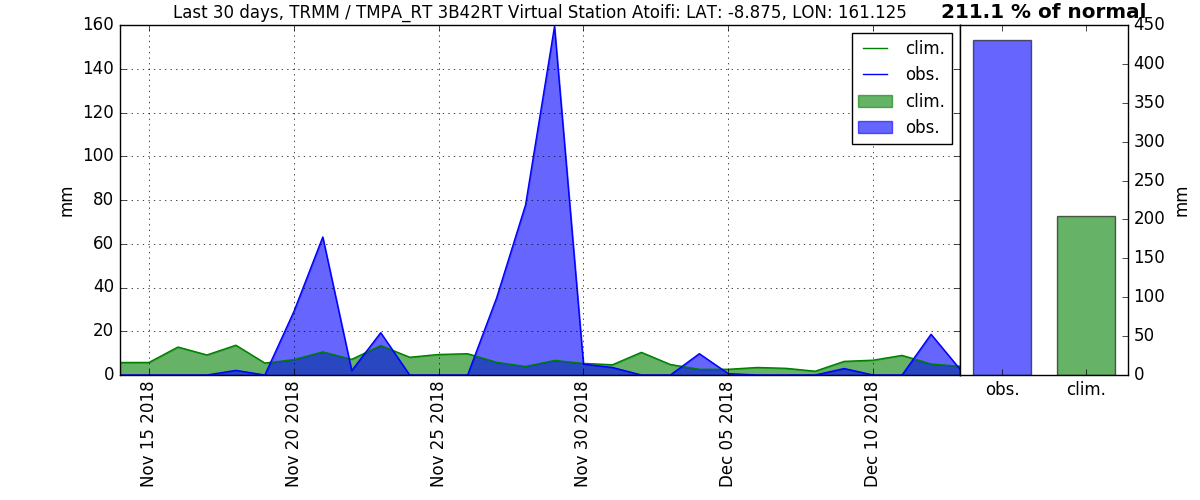 Last 30 days, TRMM / TMPA_RT 3B42RT Virtual Station Atoifi: LAT: -8.875, LON: 161.125
211.1 % of normal
160
140
120
100
80
60
40
20
0
mm
Nov 15 2018
Nov 20 2018
Nov 25 2018
Nov 30 2018
Dec 05 2018
Dec 10 2018
clim.
obs.
clim.
obs.
450
400
350
300
250
200
150
100
50
0
mm
obs. clim.